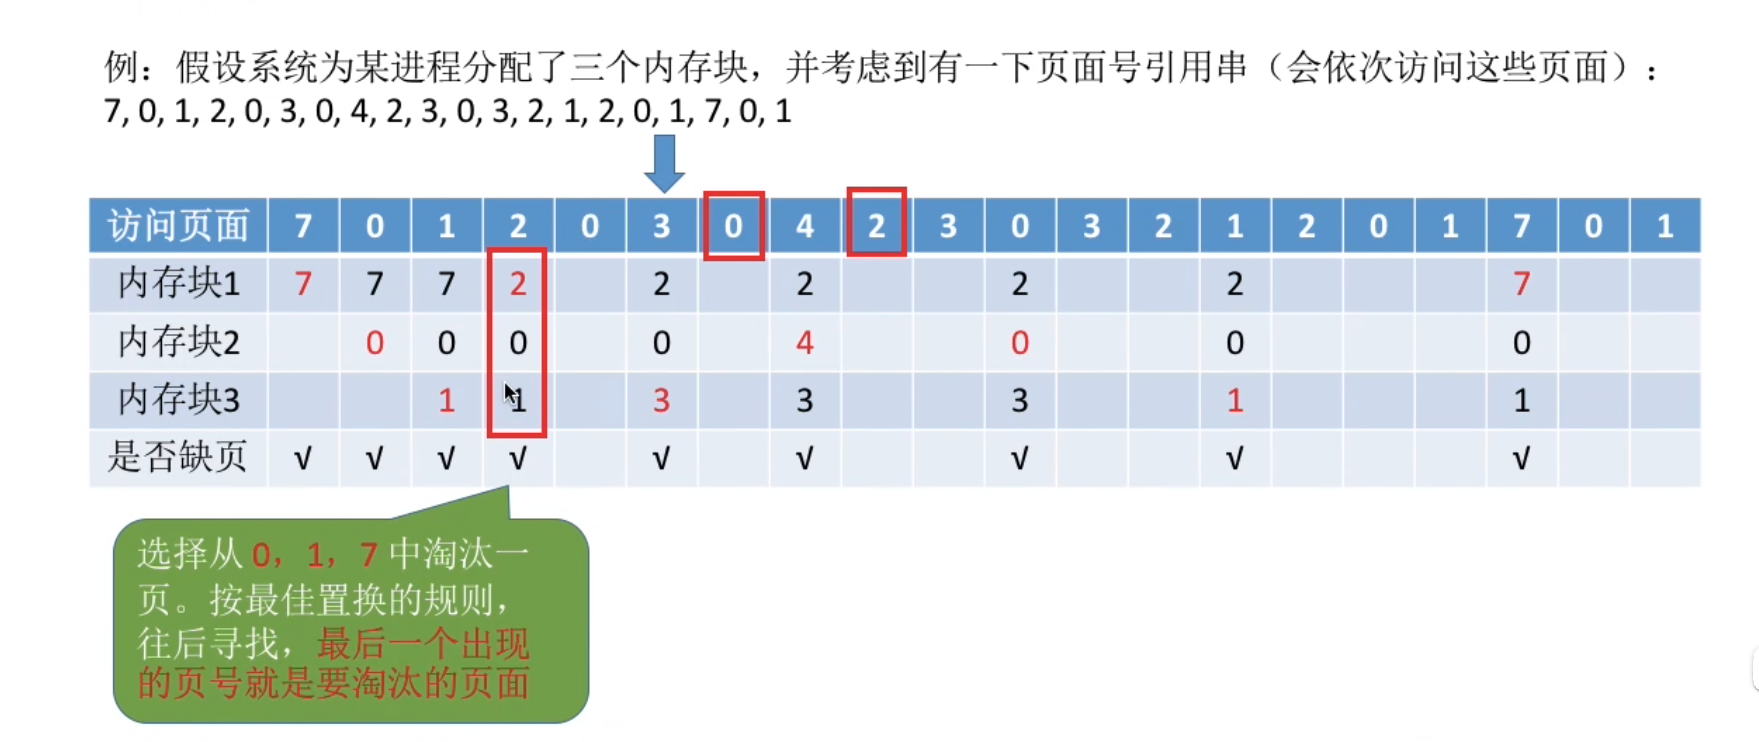 例：假设系统为某进程分配了三个内存块，并考虑到有一下页面号引用串（会依次访问这些页面）：
7, 0, 1, 2, 0, 3, 0, 4, 2, 3, 0, 3, 2, 1, 2, 0, 1, 7, 0, 1
访问页面 7 0 1 2 0 3 0 4 2 3 0 3 2 1 2 0 1 7 0 1
内存块1 7 7 7 2 2 2 2 2 7
内存块2 0 0 0 0 4 0 0 0
内存块3 1 1 3 3 3 1 1
是否缺页 √ √ √ √ √ √ √ √ √
选择从 0，1，7 中淘汰一
页。按最佳置换的规则，
往后寻找，最后一个出现
的页号就是要淘汰的页面